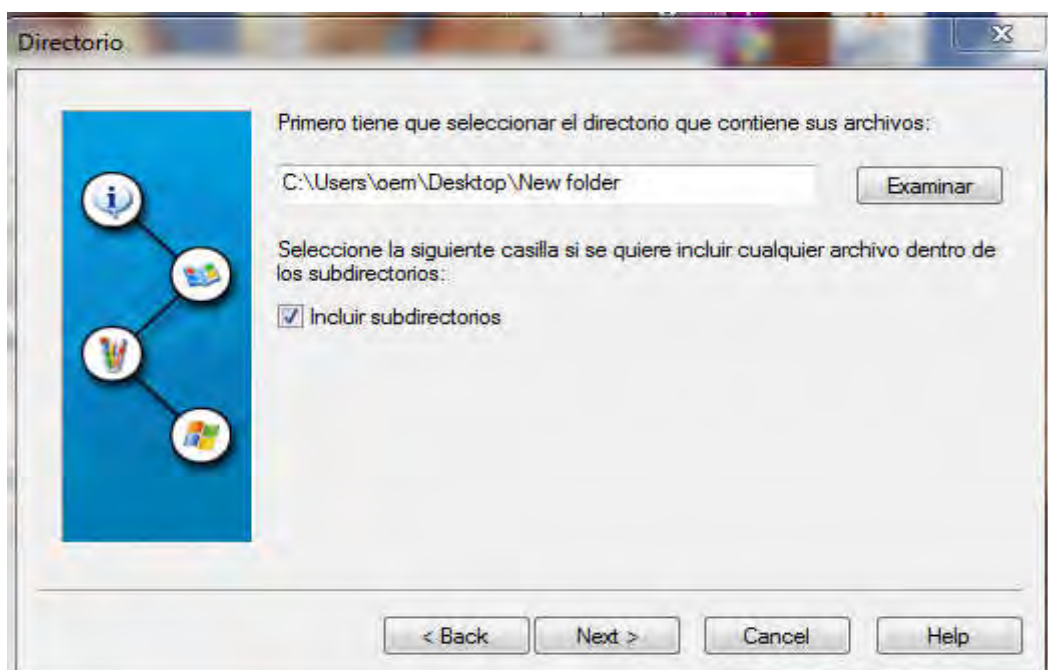 Directorio
Primero tiene que seleccionar el directorio que contiene sus archivos:
C:\Users\oem\Desktop\New folder
Examinar
Seleccione la siguiente casilla si se quiere incluir cualquier archivo dentro de
los subdirectorios:
Incluir subdirectorios
< Back
Next >
Cancel
Help